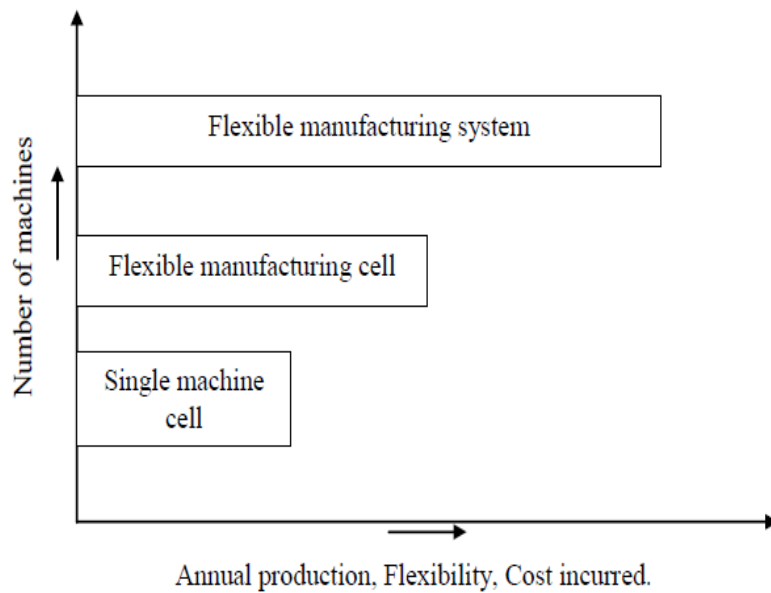 Flexible manufacturing system
Flexible manufacturing cell
Single machine
cell
Number of machines
Annual production, Flexibility, Cost incurred.